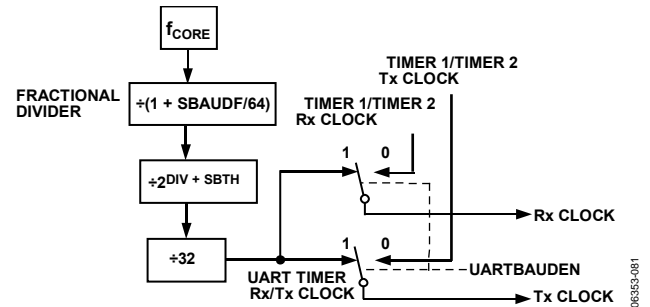 fCORE
FRACTIONAL
DIVIDER
÷(1 + SBAUDF/64)
÷2DIV + SBTH
÷32
TIMER 1/TIMER 2
Tx CLOCK
TIMER 1/TIMER 2
Rx CLOCK
1 0
Rx CLOCK
1 0
UART TIMER
Rx/Tx CLOCK
UARTBAUDEN
Tx CLOCK
06353-081